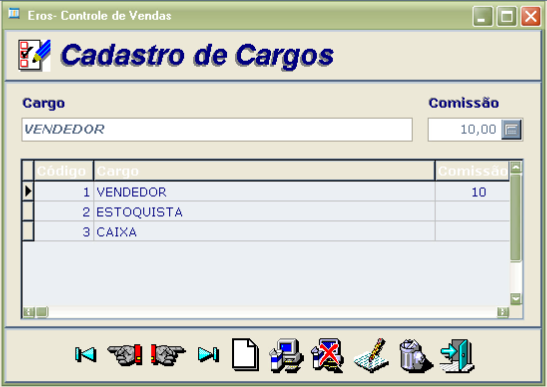 Eros- Controle de Vendas
Cadastro de Cargos
Cargo Comissão
VENDEDOR 10,00
Código Cargo Comissão
1 VENDEDOR 10
2 ESTOQUISTA
3 CAIXA